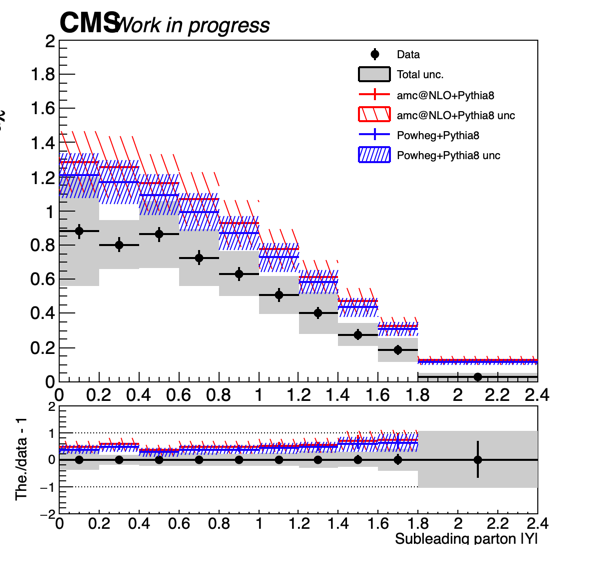 CMS Work in progress
2
1.8
1.6
1.4
1.2
1
0.8
0.6
0.4
0.2
0
Data
Total unc.
amc@NLO+Pythia8
amc@NLO+Pythia8 unc
Powheg+Pythia8
Powheg+Pythia8 unc
0 0.2 0.4 0.6 0.8 1 1.2 1.4 1.6 1.8 2 2.2 2.4
The./data - 1
2
1
0
−1
−2
0 0.2 0.4 0.6 0.8 1 1.2 1.4 1.6 1.8 2 2.2 2.4
Subleading parton |Y|